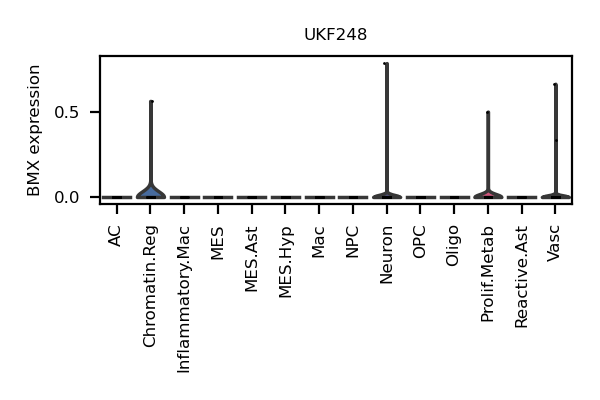 UKF248
BMX expression
0.5
0.0
AC
Chromatin.Reg
Inflammatory.Mac
MES
MES.Ast
MES.Hyp
Mac
NPC
Neuron
OPC
Oligo
Prolif.Metab
Reactive.Ast
Vasc